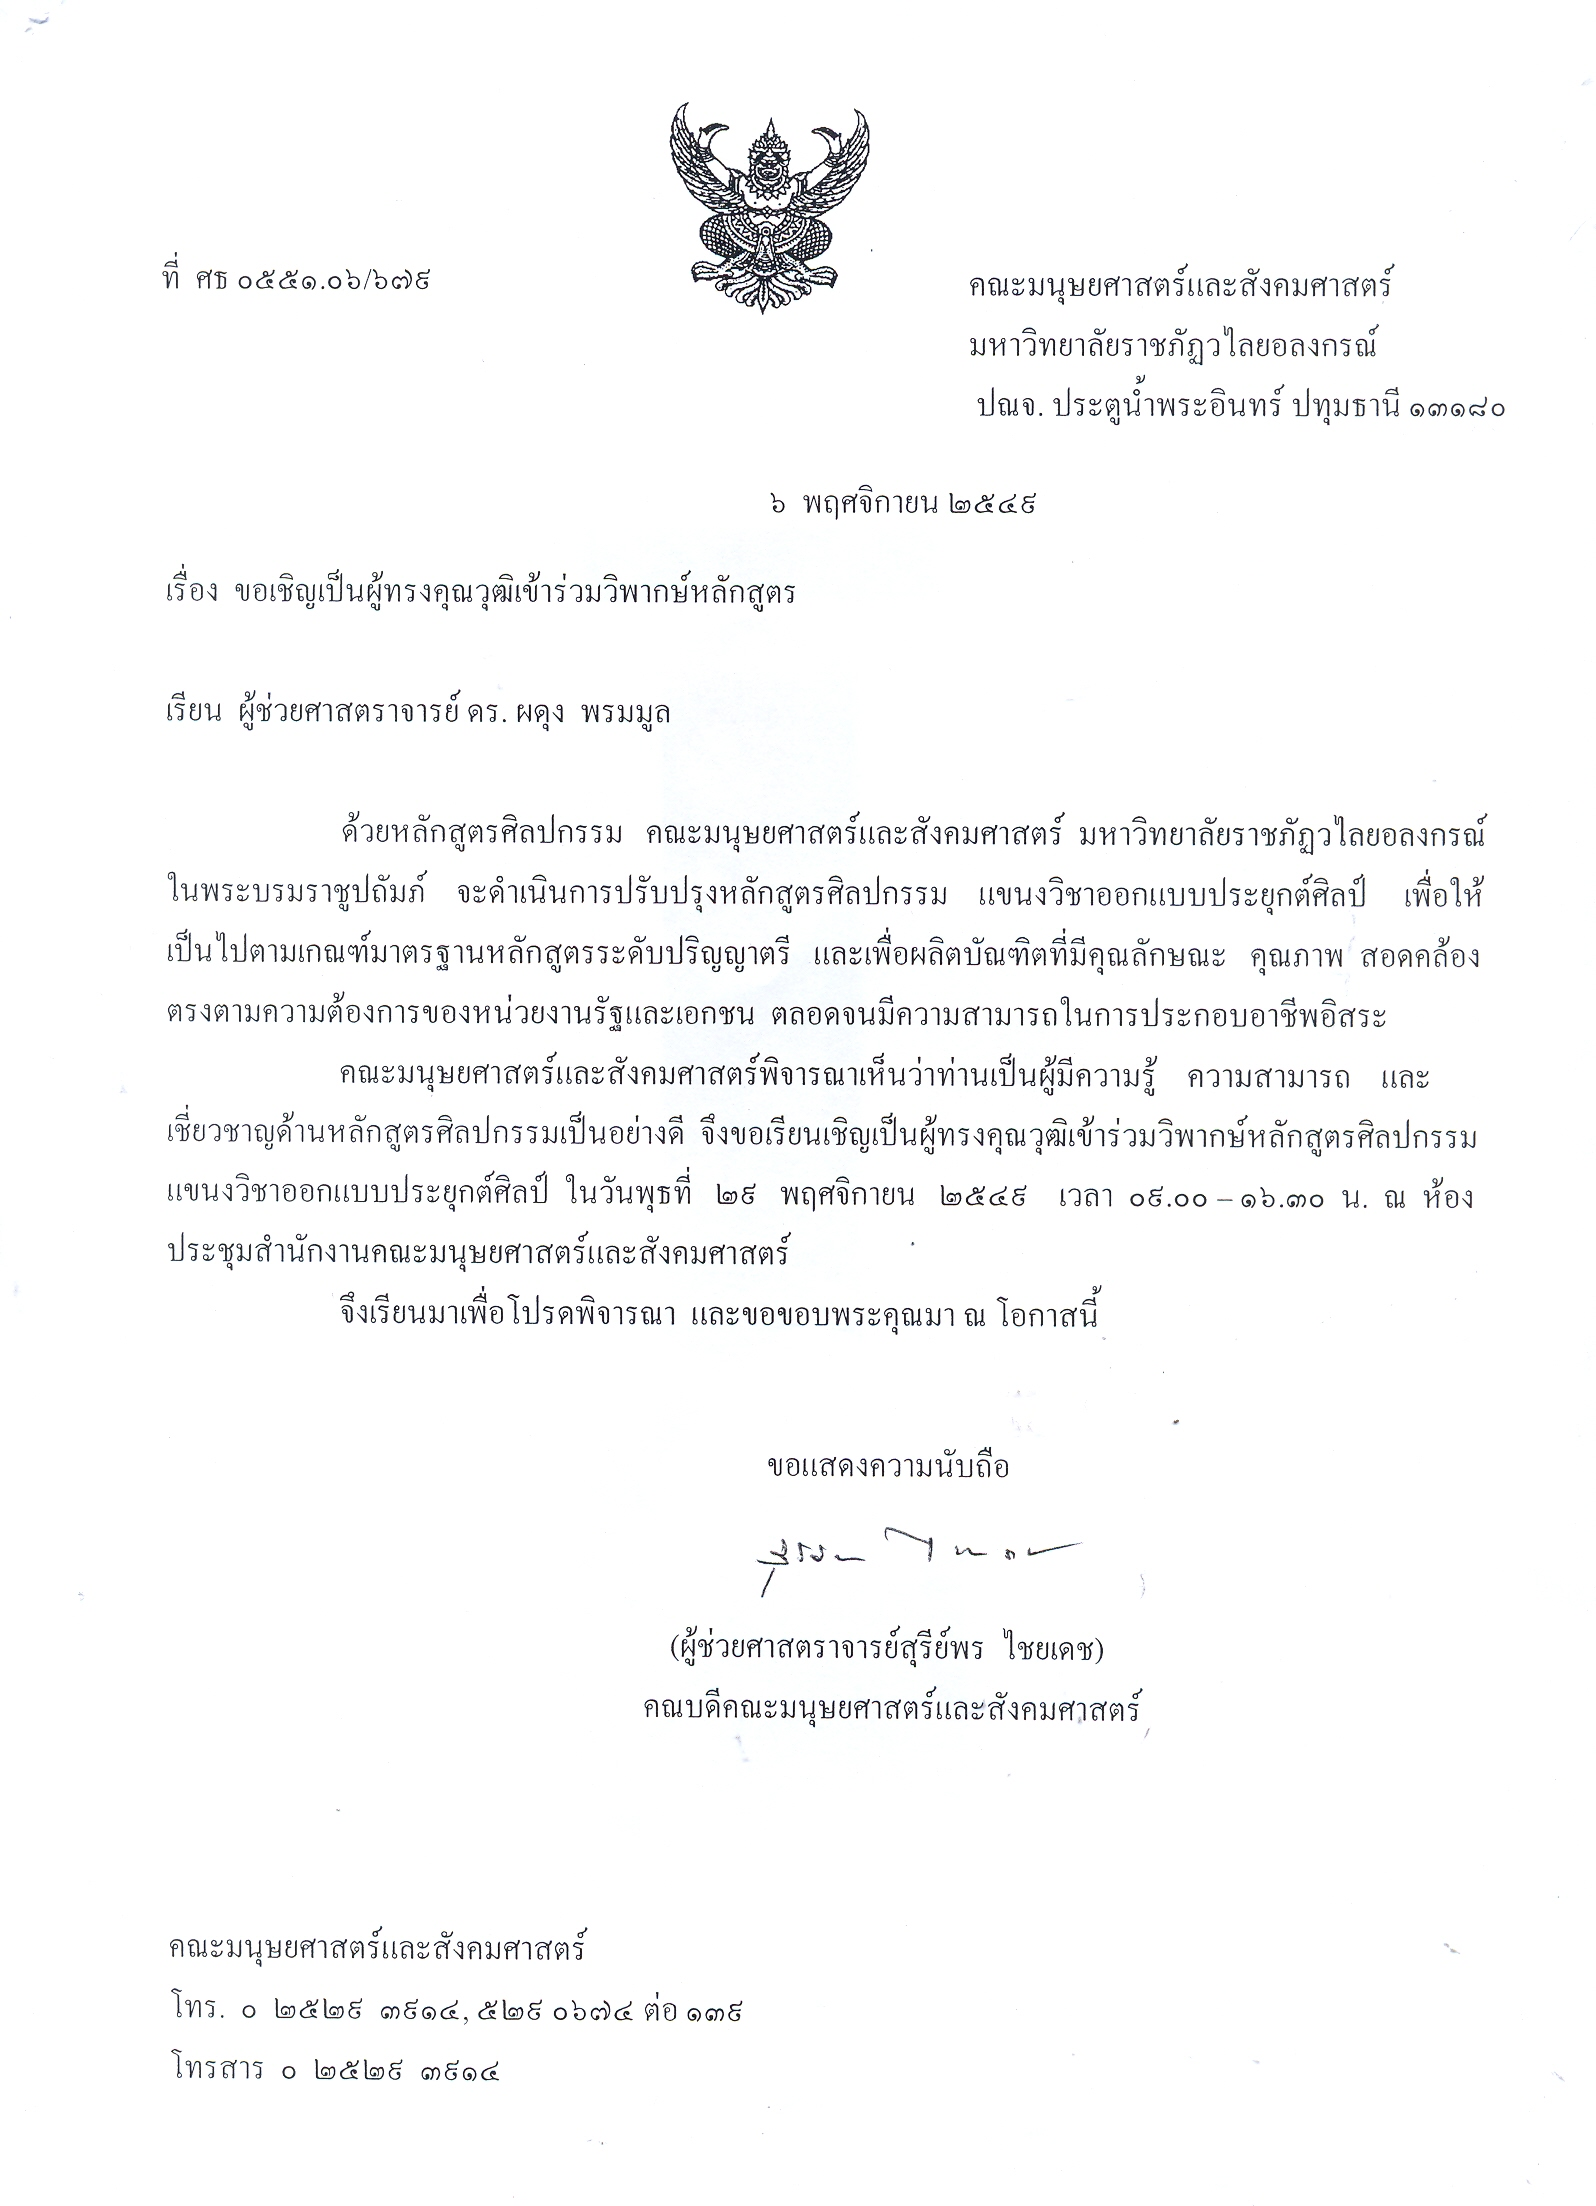 ที่ ศธ ๐๕๕๑.๐๖/๖๗๙
คณะมนุษยศาสตร์และสังคมศาสตร์
มหาวิทยาลัยราชภัฏวไลยอลงกรณ์
ปณจ. ประตูน้ำพระอินทร์ ปทุมธานี ๑๓๑๘๐
๖ พฤศจิกายน ๒๕๔๙
เรื่อง ขอเชิญเป็นผู้ทรงคุณวุฒิเข้าร่วมวิพากษ์หลักสูตร
เรียน ผู้ช่วยศาสตราจารย์ ดร. ผดุง พรมมูล
ด้วยหลักสูตรศิลปกรรม คณะมนุษยศาสตร์และสังคมศาสตร์ มหาวิทยาลัยราชภัฏวไลยอลงกรณ์
ในพระบรมราชูปถัมภ์ จะดำเนินการปรับปรุงหลักสูตรศิลปกรรม แขนงวิชาออกแบบประยุกต์ศิลป์ เพื่อให้
เป็นไปตามเกณฑ์มาตรฐานหลักสูตรระดับปริญญาตรี และเพื่อผลิตบัณฑิตที่มีคุณลักษณะ คุณภาพ สอดคล้อง
ตรงตามความต้องการของหน่วยงานรัฐและเอกชน ตลอดจนมีความสามารถในการประกอบอาชีพอิสระ
คณะมนุษยศาสตร์และสังคมศาสตร์พิจารณาเห็นว่าท่านเป็นผู้มีความรู้ ความสามารถ และ
เชี่ยวชาญด้านหลักสูตรศิลปกรรมเป็นอย่างดี จึงขอเรียนเชิญเป็นผู้ทรงคุณวุฒิเข้าร่วมวิพากษ์หลักสูตรศิลปกรรม
แขนงวิชาออกแบบประยุกต์ศิลป์ ในวันพุธที่ ๒๙ พฤศจิกายน ๒๕๔๙ เวลา ๐๙.๐๐ – ๑๖.๓๐ น. ณ ห้อง
ประชุมสำนักงานคณะมนุษยศาสตร์และสังคมศาสตร์
จึงเรียนมาเพื่อโปรดพิจารณา และขอขอบพระคุณมา ณ โอกาสนี้
ขอแสดงความนับถือ
(ผู้ช่วยศาสตราจารย์สุรีย์พร ไชยเดช)
คณบดีคณะมนุษยศาสตร์และสังคมศาสตร์
คณะมนุษยศาสตร์และสังคมศาสตร์
โทร. ๐ ๒๕๒๙ ๓๙๑๔, ๕๒๙ ๐๖๗๔ ต่อ ๑๓๙
โทรสาร ๐ ๒๕๒๙ ๓๙๑๔